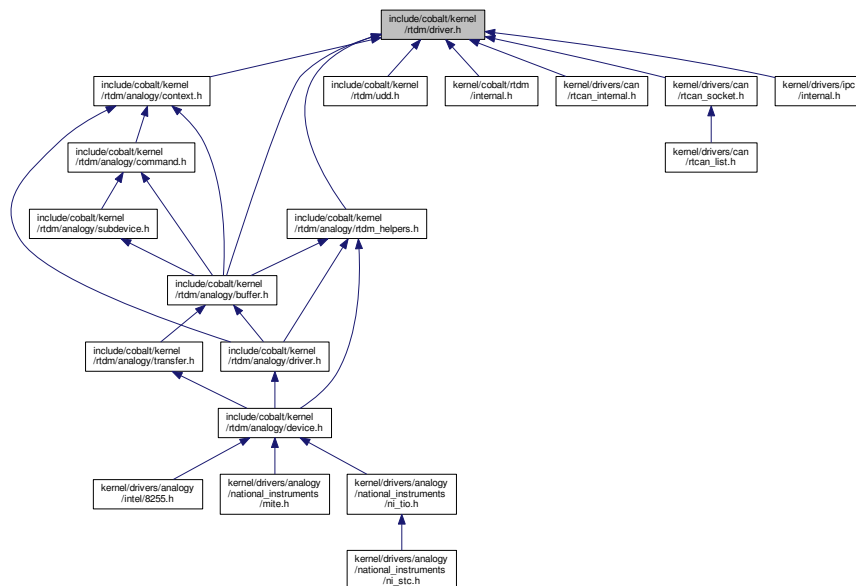 include/cobalt/kernel
/rtdm/driver.h
include/cobalt/kernel
/rtdm/analogy/context.h
include/cobalt/kernel
/rtdm/udd.h
kernel/cobalt/rtdm
/internal.h
kernel/drivers/can
/rtcan_internal.h
kernel/drivers/can
/rtcan_socket.h
kernel/drivers/ipc
/internal.h
include/cobalt/kernel
/rtdm/analogy/command.h
kernel/drivers/can
/rtcan_list.h
include/cobalt/kernel
/rtdm/analogy/subdevice.h
include/cobalt/kernel
/rtdm/analogy/rtdm_helpers.h
include/cobalt/kernel
/rtdm/analogy/buffer.h
include/cobalt/kernel
/rtdm/analogy/transfer.h
include/cobalt/kernel
/rtdm/analogy/driver.h
include/cobalt/kernel
/rtdm/analogy/device.h
kernel/drivers/analogy
/intel/8255.h
kernel/drivers/analogy
/national_instruments
/mite.h
kernel/drivers/analogy
/national_instruments
/ni_tio.h
kernel/drivers/analogy
/national_instruments
/ni_stc.h